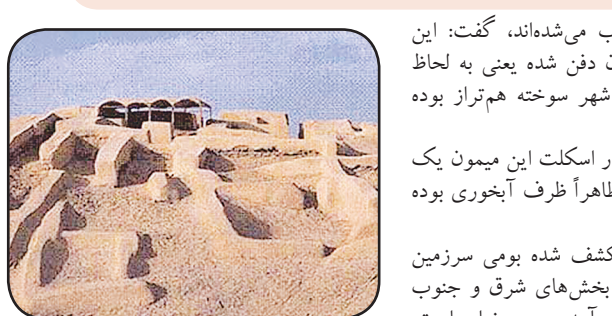 ب می‌شده‌اند، گفت: این
دفن شده یعنی به لحاظ
شهر سوخته هم‌تراز بوده
ر اسکلت این میمون یک
ظاهراً ظرف آبخوری بوده
کشف شده بومی سرزمین
بخش‌های شرق و جنوب